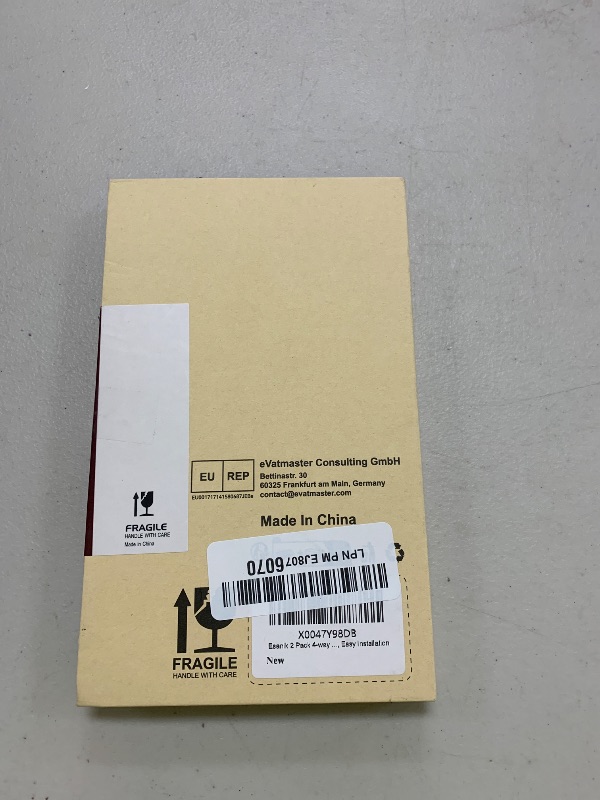 EU REP
eVatmaster Consulting GmbH
Bettinastr. 30
60325 Frankfurt am Main, Germany
contact@evatmaster.com
Made In China
FRAGILE
HANDLE WITH CARE
Made in China
LPN PM EJ8076070
X0047Y98DB
2 Pack 4-way ..., Easy Installation
New
FRAGILE
HANDLE WITH CARE